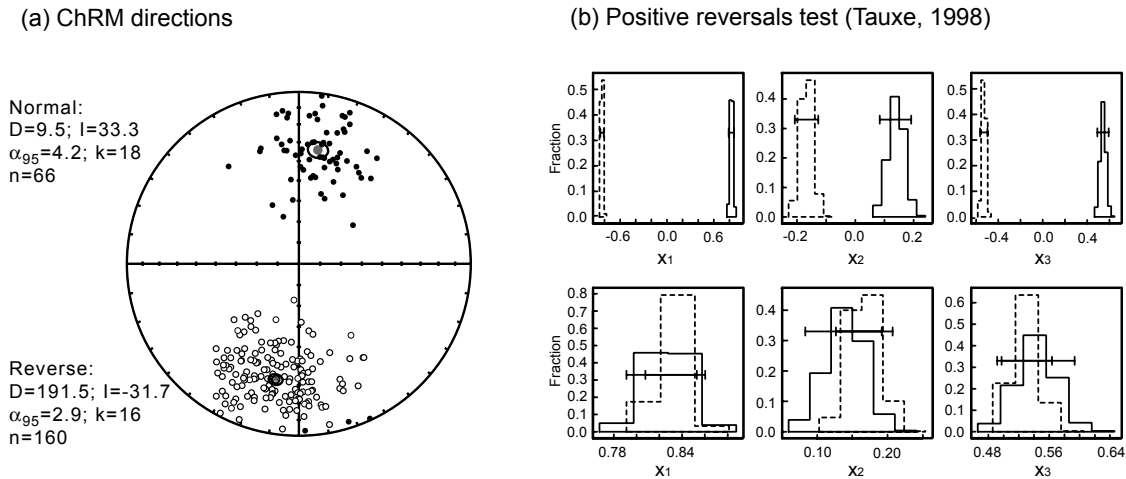 (a) ChRM directions
Normal:
D=9.5; I=33.3
α95=4.2; k=18
n=66
Reverse:
D=191.5; I=-31.7
α95=2.9; k=16
n=160
(b) Positive reversals test (Tauxe, 1998)
Fraction
0.5
0.4
0.3
0.2
0.1
0.0
-0.6 0.0 0.6
x1
0.4
0.3
0.2
0.1
0.0
-0.2 0.0 0.2
x2
0.5
0.4
0.3
0.2
0.1
0.0
-0.4 0.0 0.4
x3
Fraction
0.8
0.7
0.6
0.5
0.4
0.3
0.2
0.1
0.0
0.78 0.84
x1
0.4
0.3
0.2
0.1
0.0
0.10 0.20
x2
0.6
0.5
0.4
0.3
0.2
0.1
0.0
0.48 0.56 0.64
x3